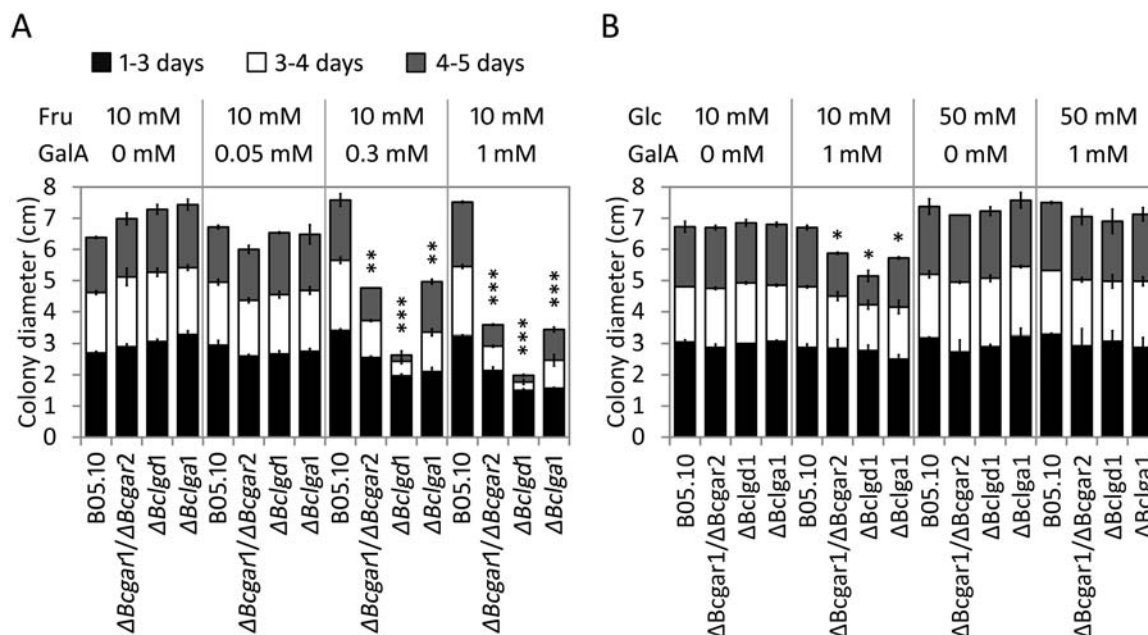 A
1-3 days 3-4 days 4-5 days
Fru 10 mM 10 mM 10 mM 10 mM
GalA 0 mM 0.05 mM 0.3 mM 1 mM
Colony diameter (cm)
8
7
6
5
4
3
2
1
0
** *** ** *** *** ***
B05.10 ΔBcgar1/ΔBcgar2 ΔBclgd1 ΔBclga1 B05.10 ΔBcgar1/ΔBcgar2 ΔBclgd1 ΔBclga1 B05.10 ΔBcgar1/ΔBcgar2 ΔBclgd1 ΔBclga1 B05.10 ΔBcgar1/ΔBcgar2 ΔBclgd1 ΔBclga1
B
Glc 10 mM 10 mM 50 mM 50 mM
GalA 0 mM 1 mM 0 mM 1 mM
Colony diameter (cm)
8
7
6
5
4
3
2
1
0
* * *
B05.10 ΔBcgar1/ΔBcgar2 ΔBclgd1 ΔBclga1 B05.10 ΔBcgar1/ΔBcgar2 ΔBclgd1 ΔBclga1 B05.10 ΔBcgar1/ΔBcgar2 ΔBclgd1 ΔBclga1 B05.10 ΔBcgar1/ΔBcgar2 ΔBclgd1 ΔBclga1